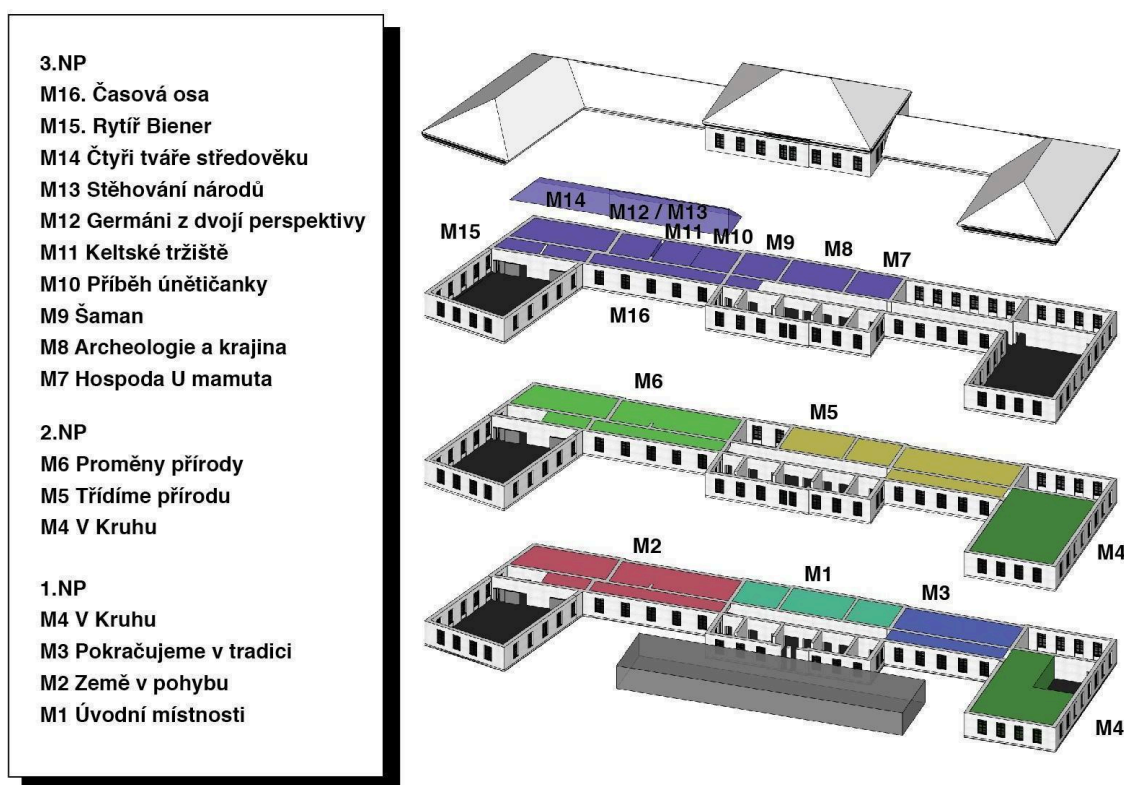 3.NP
M16. Časová osa
M15. Rytíř Biener
M14 Čtyři tváře středověku
M13 Stěhování národů
M12 Germáni z dvojí perspektivy
M11 Keltské tržiště
M10 Příběh únětičanky
M9 Šaman
M8 Archeologie a krajina
M7 Hospoda U mamuta
2.NP
M6 Proměny přírody
M5 Třídíme přírodu
M4 V Kruhu
1.NP
M4 V Kruhu
M3 Pokračujeme v tradici
M2 Země v pohybu
M1 Úvodní místnosti
M14
M12 / M13
M15
M11
M10
M9
M8
M7
M16
M6
M5
M4
M2
M1
M3
M4